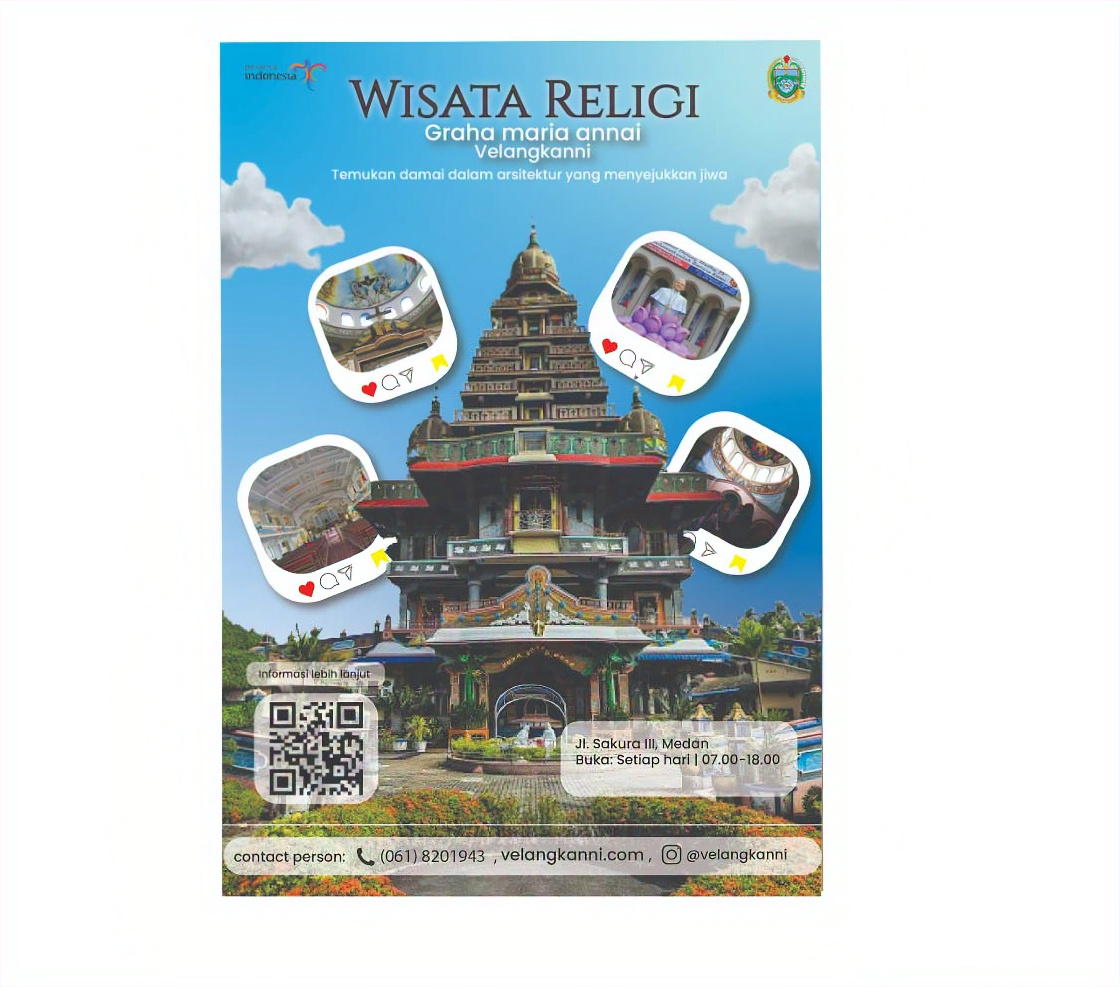 indonesia
WISATA RELIGI
Graha maria annai
Velangkanni
Temukan damai dalam arsitektur yang menyejukkan jiwa
Informasi lebih lanjut
Jl. Sakura III, Medan
Buka: Setiap hari | 07.00-18.00
contact person: (061) 8201943 , velangkanni.com , @velangkanni